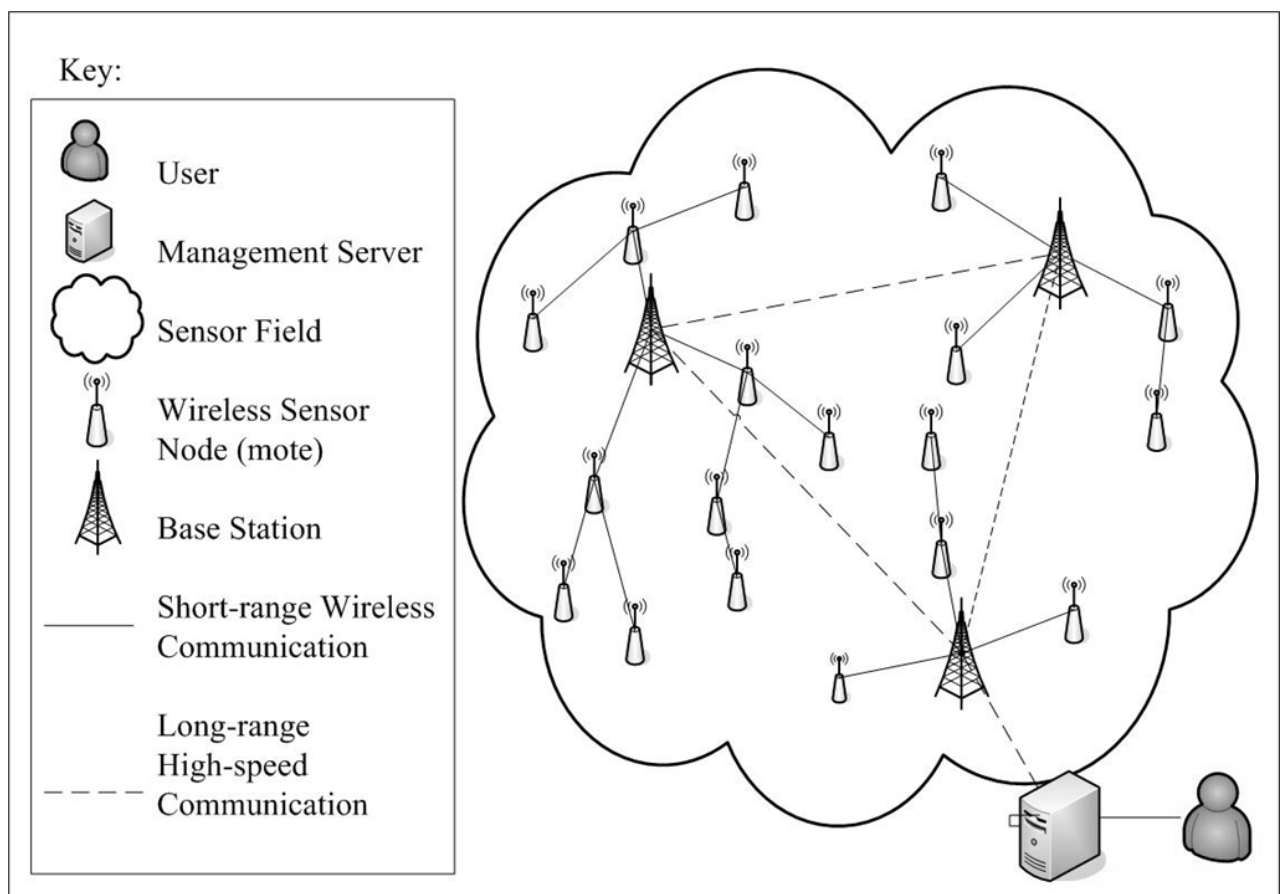 Key:
User
Management Server
Sensor Field
Wireless Sensor
Node (mote)
Base Station
Short-range Wireless
Communication
Long-range
High-speed
Communication